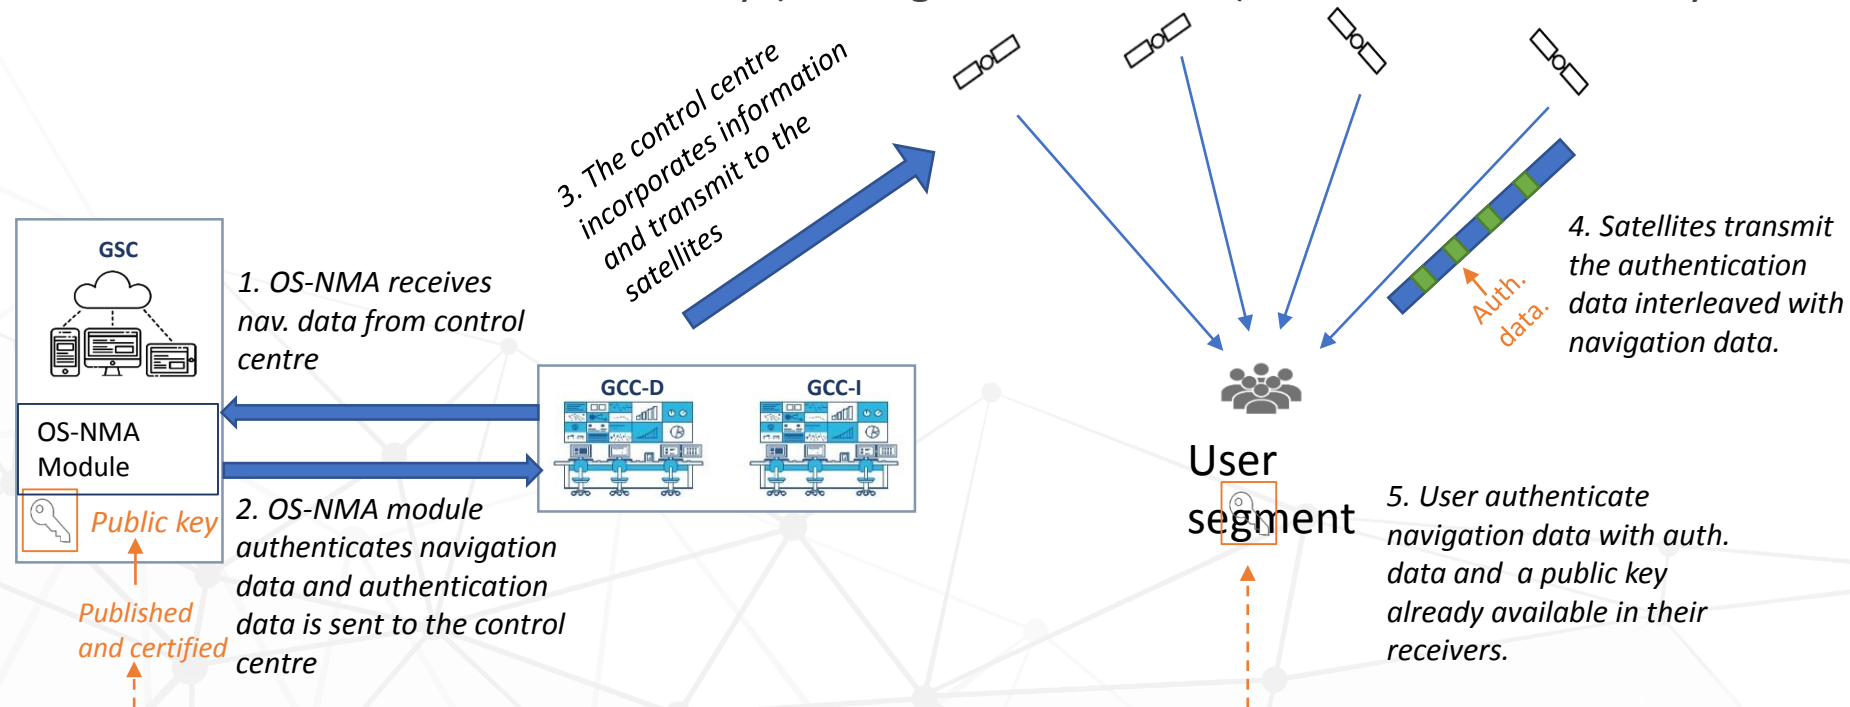 3. The control centre
incorporates information
and transmit to the
satellites
GSC
1. OS-NMA receives
nav. data from control
centre
GCC-D
GCC-I
OS-NMA
Module
Public key
Published
and certified
2. OS-NMA module
authenticates navigation
data and authentication
data is sent to the control
centre
Auth.
data.
4. Satellites transmit
the authentication
data interleaved with
navigation data.
User
segment
5. User authenticate
navigation data with auth.
data and  a public key
already available in their
receivers.